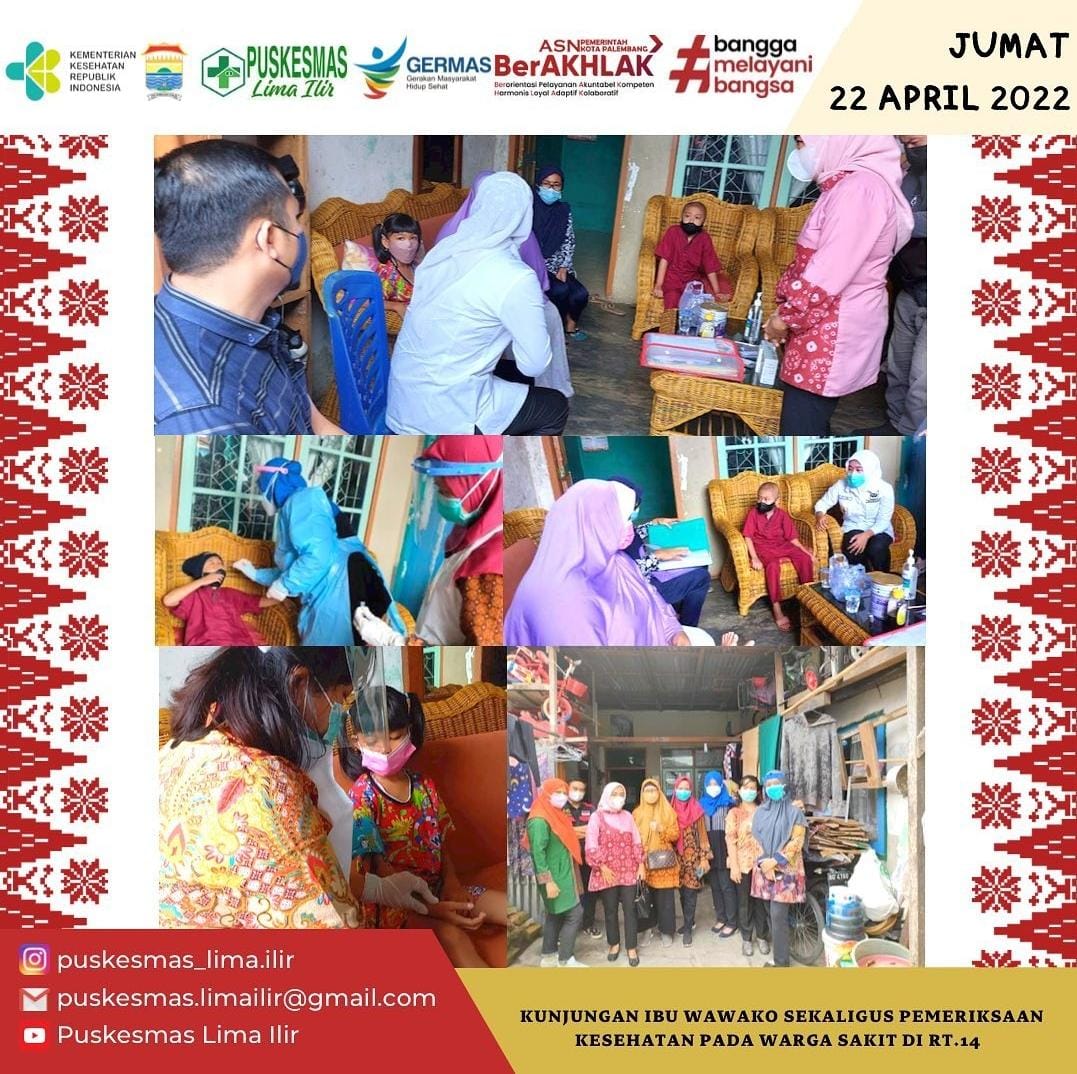 KEMENTERIAN
KESEHATAN
REPUBLIK
INDONESIA
PUSKESMAS
Lima Ilir
GERMAS
Gerakan Masyarakat
Hidup Sehat
ASN PEMERINTAH
KOTA PALEMBANG
BerAKHLAK
Berorientasi Pelayanan Akuntabel Kompeten
Harmonis Loyal Adaptif Kolaboratif
#bangga
melayani
bangsa
JUMAT
22 APRIL 2022
puskesmas_lima.ilir
puskesmas.limailir@gmail.com
Puskesmas Lima Ilir
KUNJUNGAN IBU WAWAKO SEKALIGUS PEMERIKSAAN
KESEHATAN PADA WARGA SAKIT DI RT.14